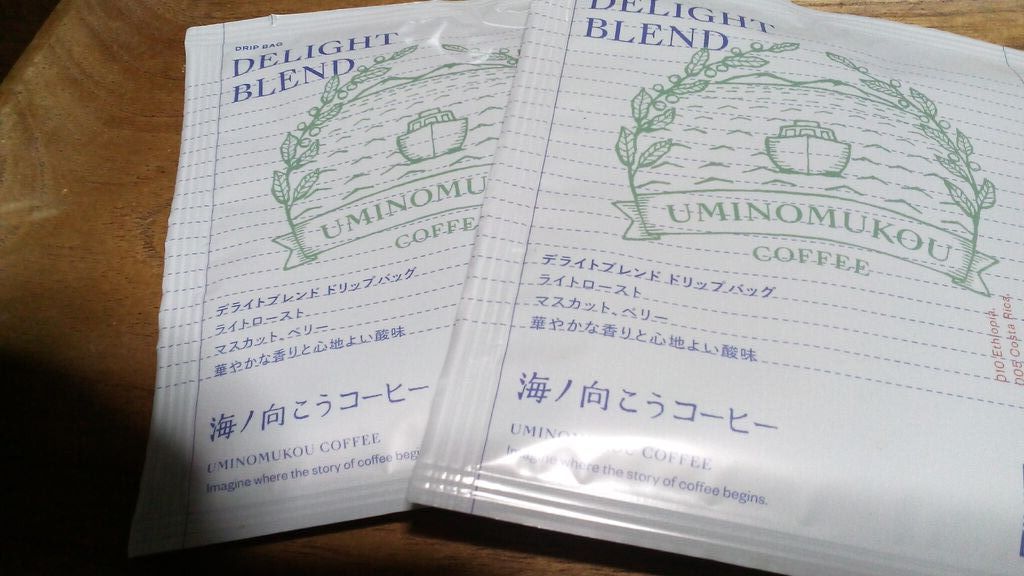 DRIP BAG
DELIGHT
BLEND
UMINOMU
COFFE
デライトブレンド ドリップバッグ
ライトロースト
マスカット、ベリー
華やかな香りと心地よい酸味
海ノ向こうコーヒー
UMINOMUKOU COFFEE
Imagine where the story of coffee beg
DELIGHT
BLEND
UMINOMUKOU
COFFEE
デライトブレンド ドリップバッグ
ライトロースト
マスカット、ベリー
華やかな香りと心地よい酸味
海ノ向こうコーヒー
UMINOMUKOU COFFEE
Imagine where the story of coffee begins.
010 Ethiopia,
008 Costa Rica,